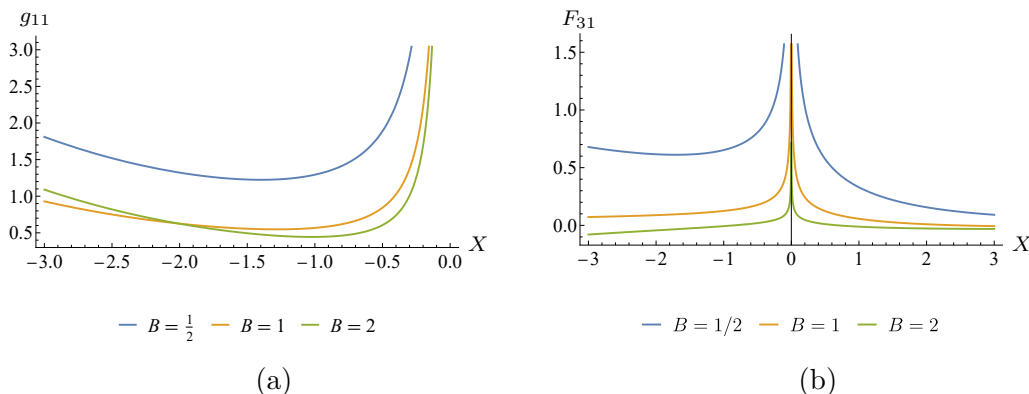 g₁₁
3.0
2.5
2.0
1.5
1.0
0.5
−3.0 −2.5 −2.0 −1.5 −1.0 −0.5 0.0 X
B = 1/2 B = 1 B = 2
(a)
F₃₁
1.5
1.0
0.5
0.0
−3 −2 −1 0 1 2 3 X
B = 1/2 B = 1 B = 2
(b)